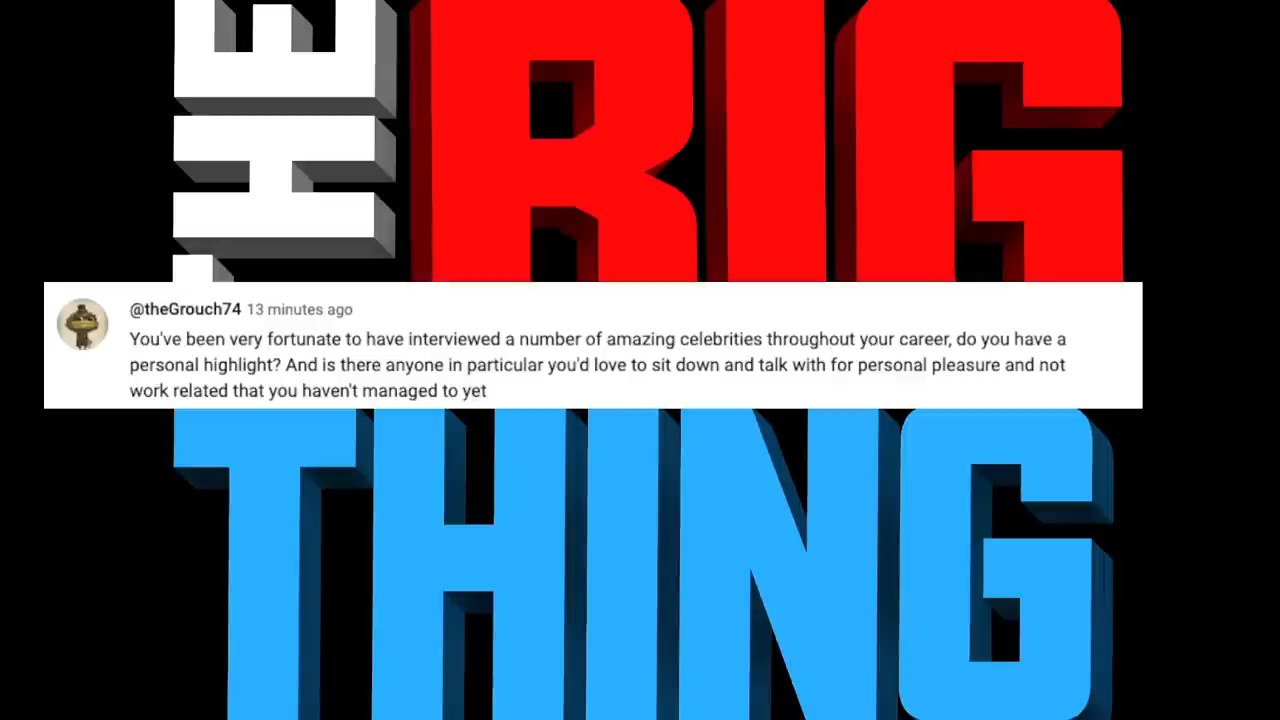 THE
BIG
@theGrouch74 13 minutes ago
You've been very fortunate to have interviewed a number of amazing celebrities throughout your career, do you have a
personal highlight? And is there anyone in particular you'd love to sit down and talk with for personal pleasure and not
work related that you haven't managed to yet
THING